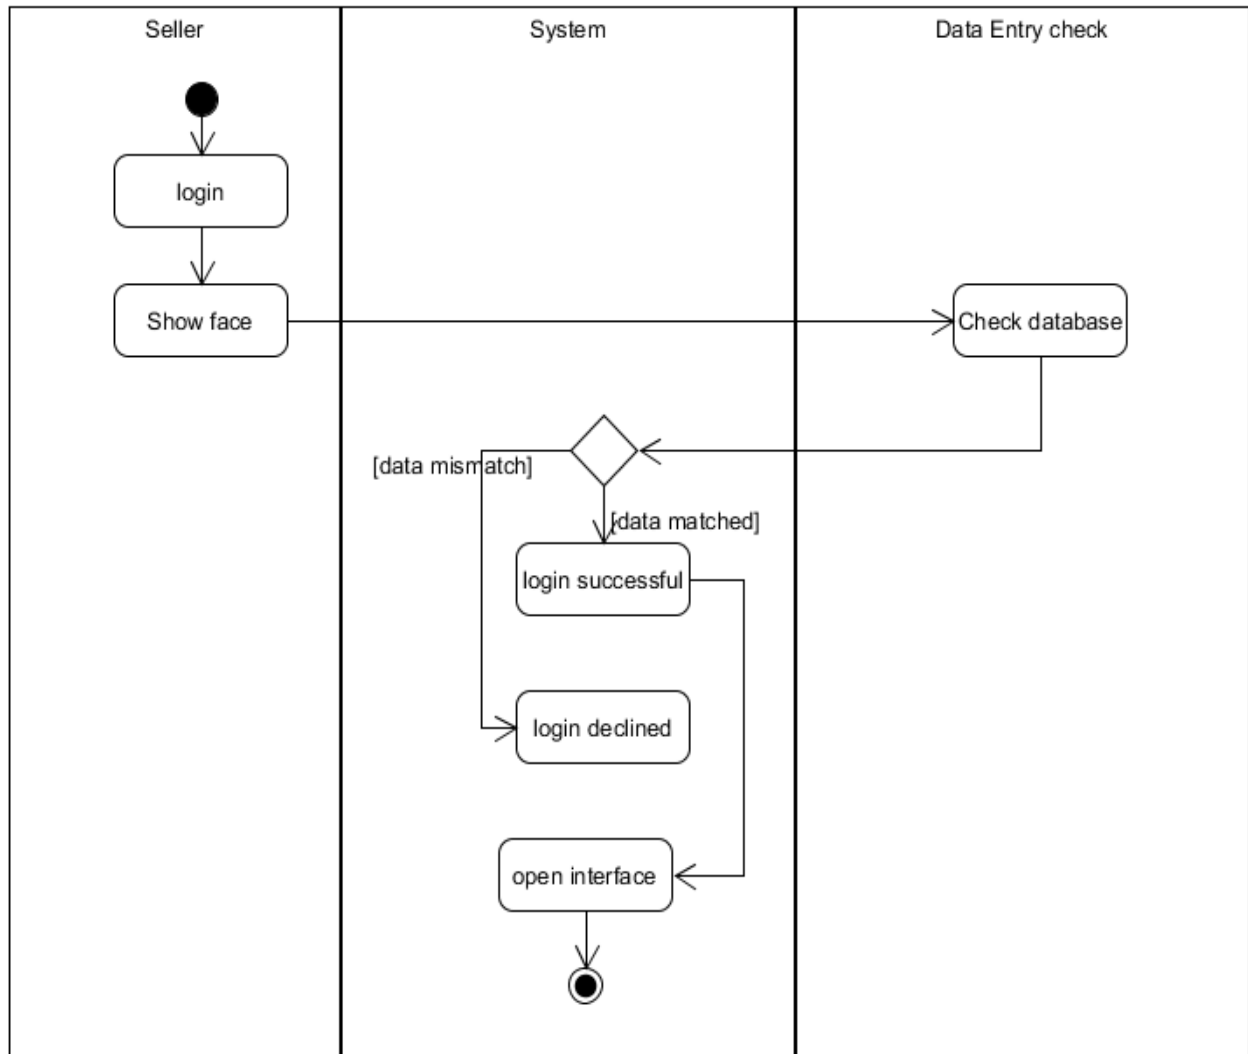 Seller
System
Data Entry check
login
Show face
Check database
[data mismatch]
[data matched]
login successful
login declined
open interface